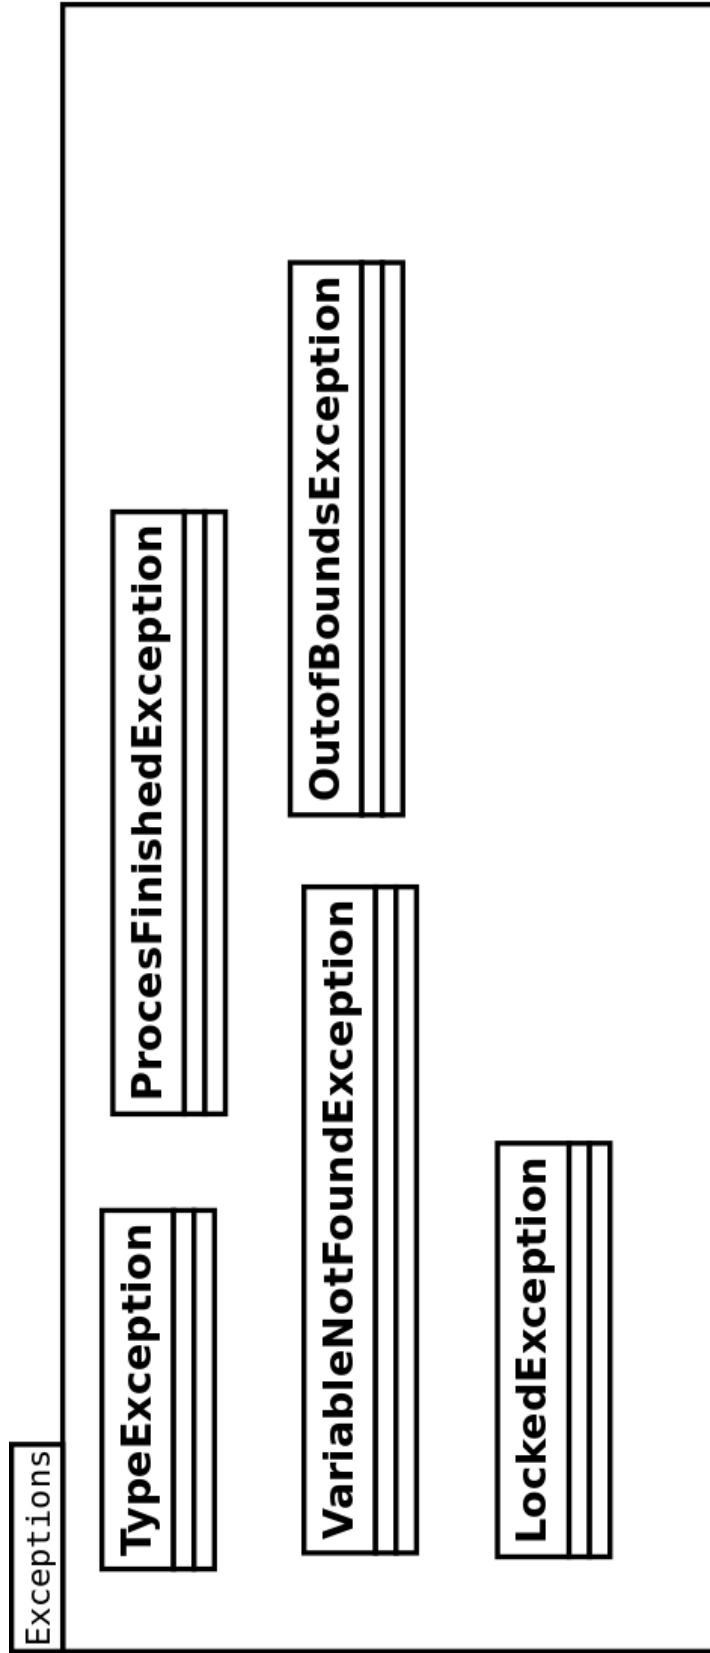 Exceptions
TypeException
ProcesFinishedException
VariableNotFoundException
OutofBoundsException
LockedException